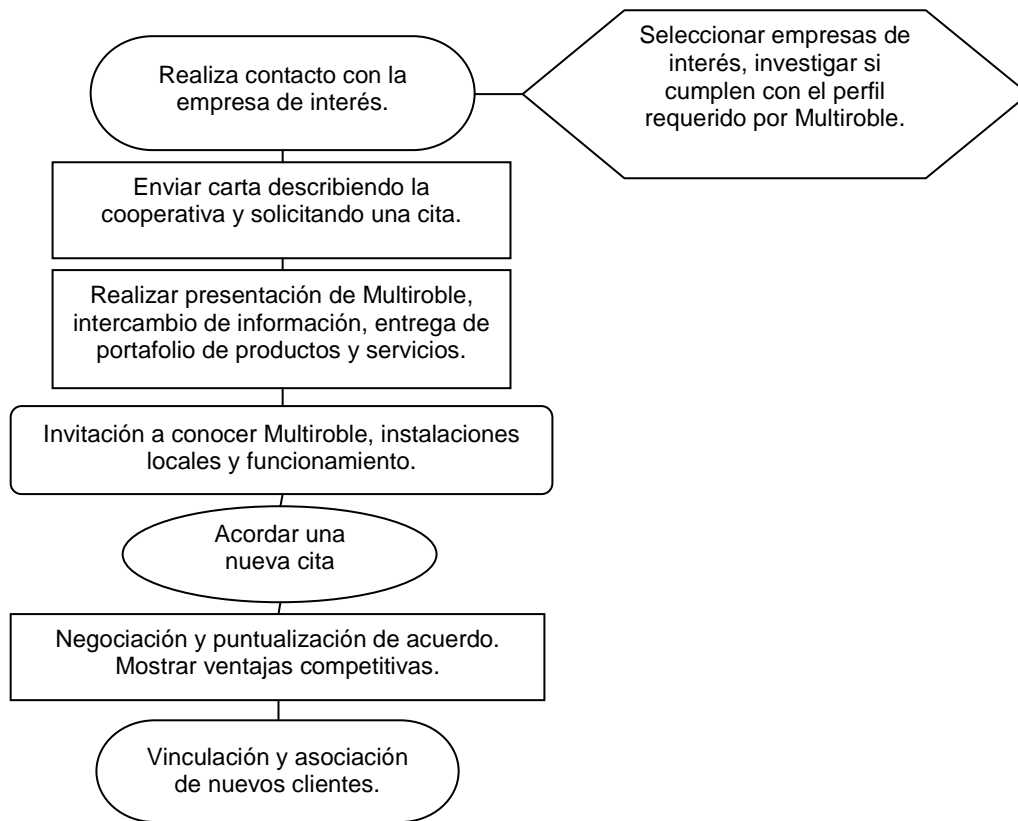 Realiza contacto con la
empresa de interés.
Seleccionar empresas de
interés, investigar si
cumplen con el perfil
requerido por Multiroble.
Enviar carta describiendo la
cooperativa y solicitando una cita.
Realizar presentación de Multiroble,
intercambio de información, entrega de
portafolio de productos y servicios.
Invitación a conocer Multiroble, instalaciones
locales y funcionamiento.
Acordar una
nueva cita
Negociación y puntualización de acuerdo.
Mostrar ventajas competitivas.
Vinculación y asociación
de nuevos clientes.